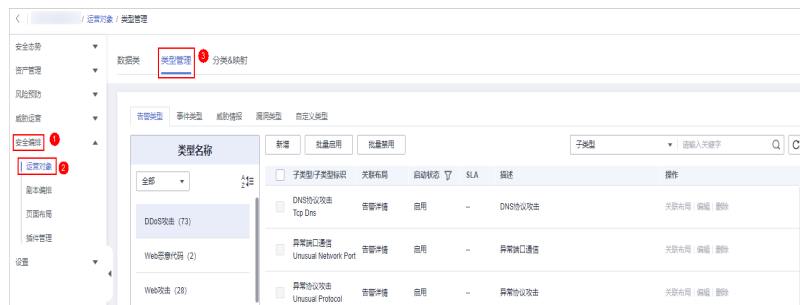 / 运营对象 / 类型管理
安全态势
资产管理
风险预防
威胁运营
安全编排 1
运营对象 2
剧本编排
页面布局
插件管理
设置
数据类 类型管理 3 分类&映射
告警类型 事件类型 威胁情报 漏洞类型 自定义类型
类型名称
全部
DDoS攻击 (73)
Web恶意代码 (2)
Web攻击 (28)
新增 批量启用 批量禁用 子类型 请输入关键字
子类型/子类型标识 关联布局 启动状态 SLA 描述 操作
DNS协议攻击
Tcp Dns 告警详情 启用 -- DNS协议攻击 关联布局 编辑 删除
异常端口通信
Unusual Network Port 告警详情 启用 -- 异常端口通信 关联布局 编辑 删除
异常协议攻击
Unusual Protocol 告警详情 启用 -- 异常协议攻击 关联布局 编辑 删除